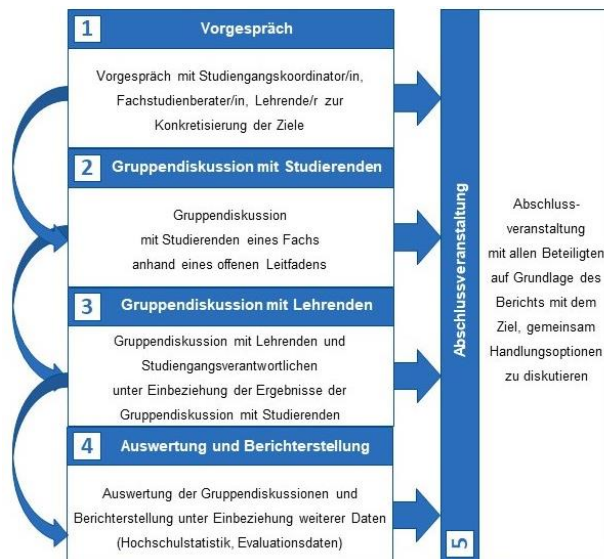 1 Vorgespräch
Vorgespräch mit Studiengangskoordinator/in,
Fachstudienberater/in, Lehrende/r zur
Konkretisierung der Ziele
2 Gruppendiskussion mit Studierenden
Gruppendiskussion
mit Studierenden eines Fachs
anhand eines offenen Leitfadens
3 Gruppendiskussion mit Lehrenden
Gruppendiskussion mit Lehrenden und
Studiengangsverantwortlichen
unter Einbeziehung der Ergebnisse der
Gruppendiskussion mit Studierenden
4 Auswertung und Berichterstellung
Auswertung der Gruppendiskussionen und
Berichterstellung unter Einbeziehung weiterer Daten
(Hochschulstatistik, Evaluationsdaten)
5 Abschlussveranstaltung
Abschluss-
veranstaltung
mit allen Beteiligten
auf Grundlage des
Berichts mit dem
Ziel, gemeinsam
Handlungsoptionen
zu diskutieren